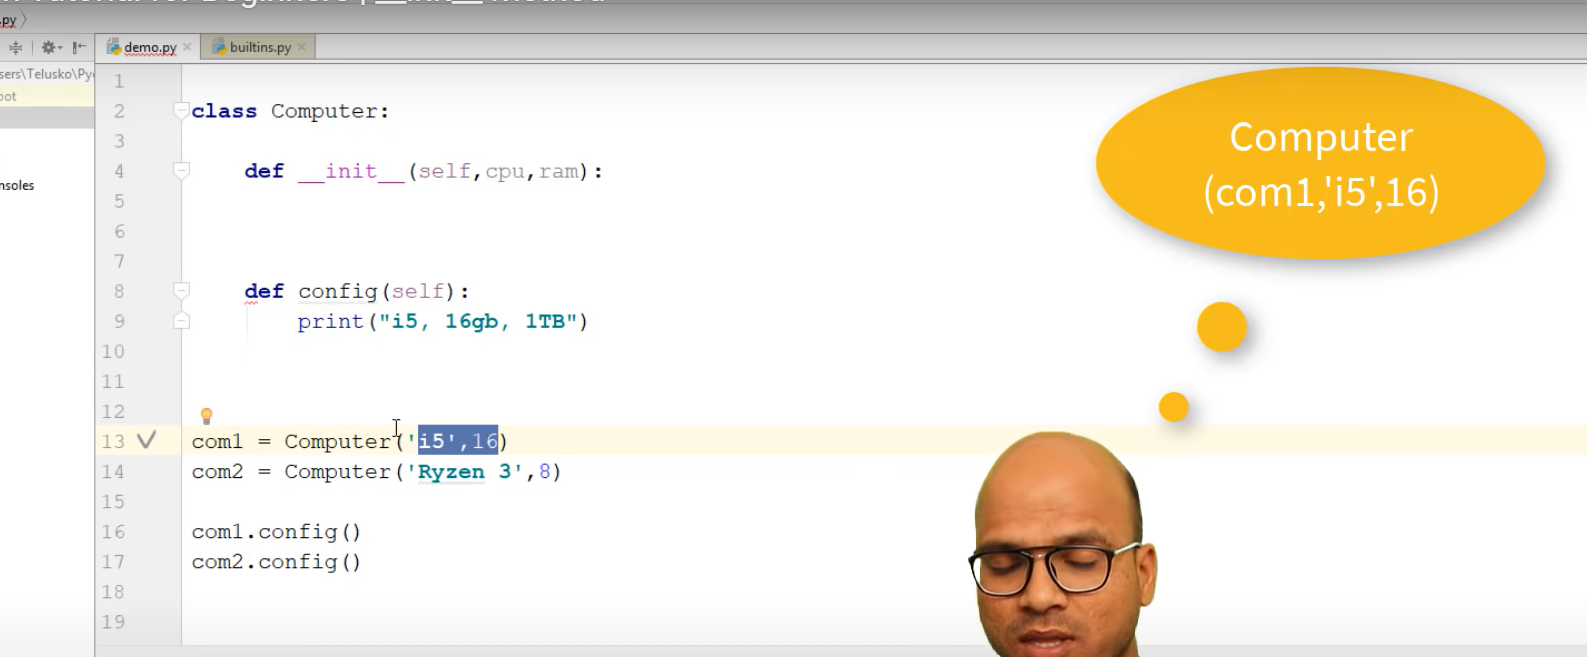 .py
demo.py builtins.py
sers\Telusko\Py
oot
nsoles
1
2 class Computer:
3
4 def __init__(self,cpu,ram):
5
6
7
8 def config(self):
9 print("i5, 16gb, 1TB")
10
11
12
13 com1 = Computer('i5',16)
14 com2 = Computer('Ryzen 3',8)
15
16 com1.config()
17 com2.config()
18
19
Computer
(com1,'i5',16)